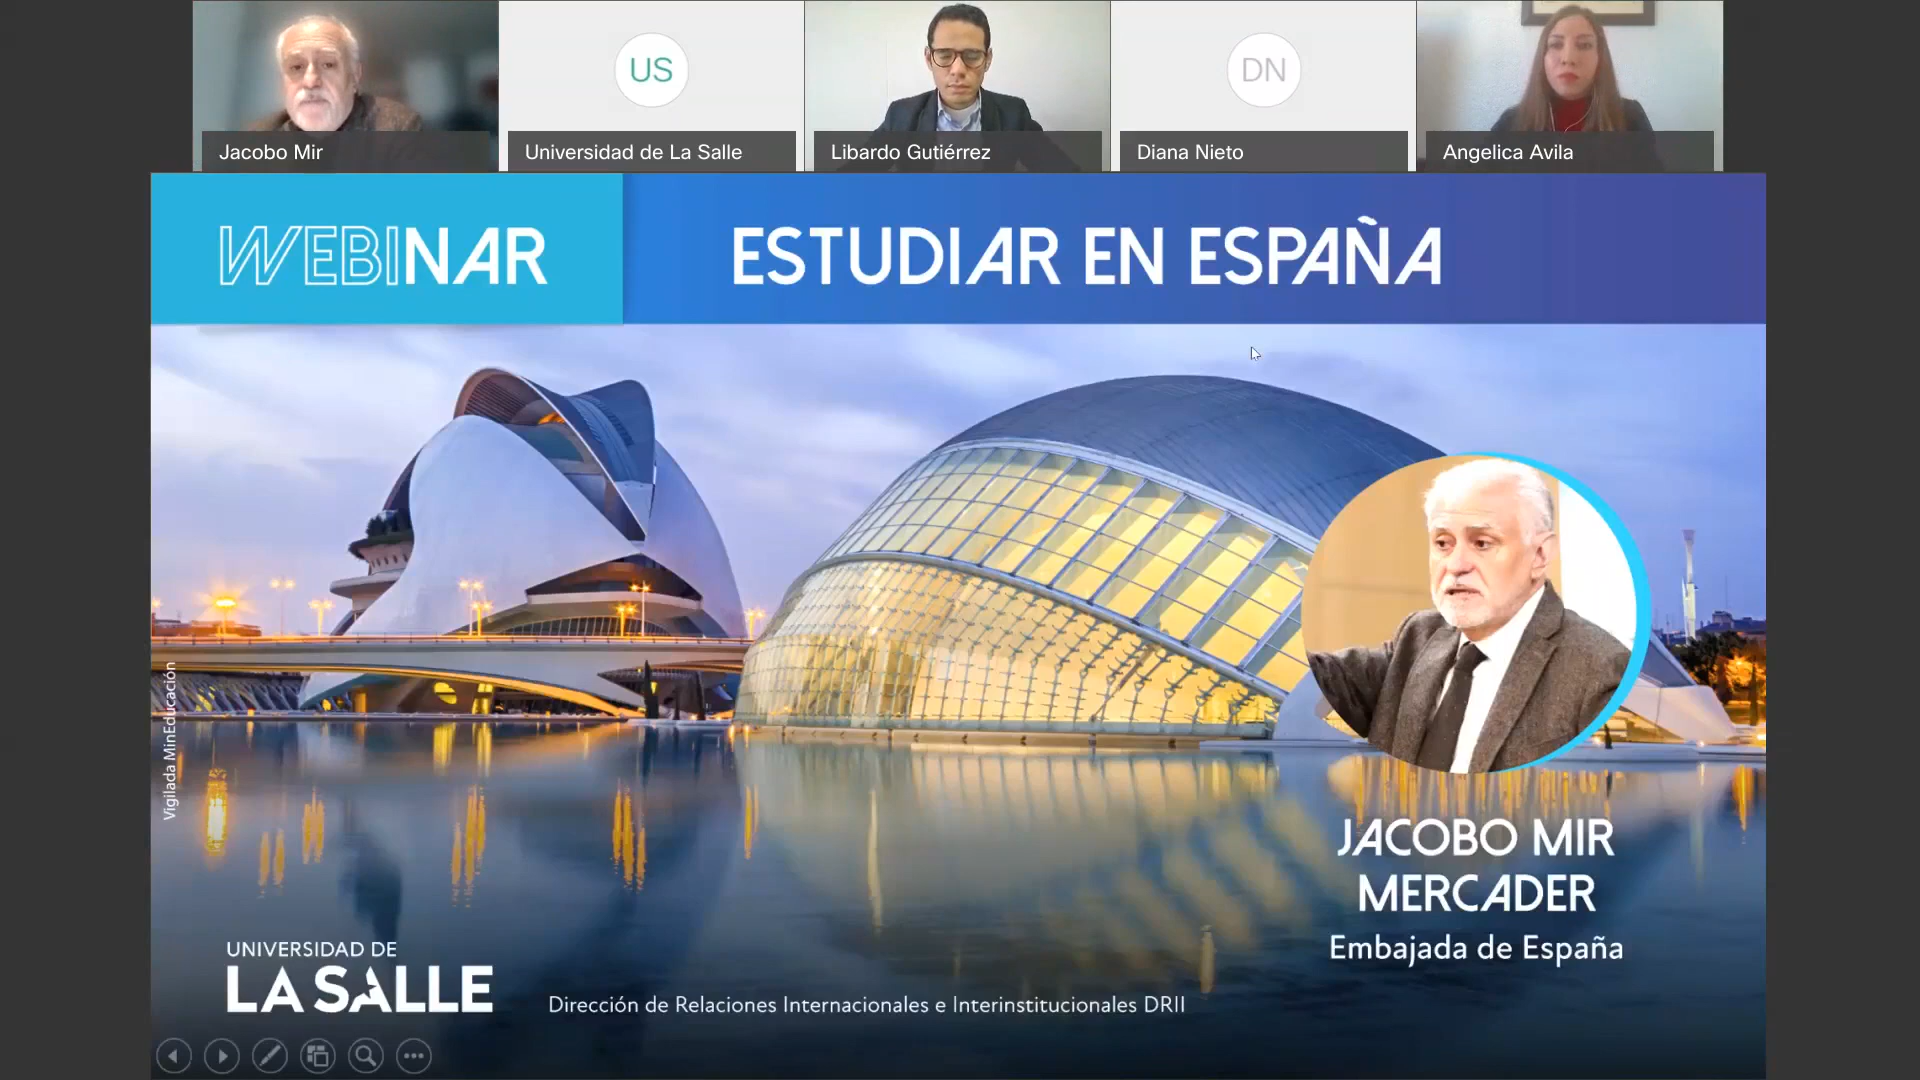 Jacobo Mir
US
Universidad de La Salle
Libardo Gutiérrez
DN
Diana Nieto
Angelica Avila
WEBINAR
ESTUDIAR EN ESPAÑA
Vigilada MinEducación
JACOBO MIR
MERCADER
Embajada de España
UNIVERSIDAD DE
LA SALLE
Dirección de Relaciones Internacionales e Interinstitucionales DRII